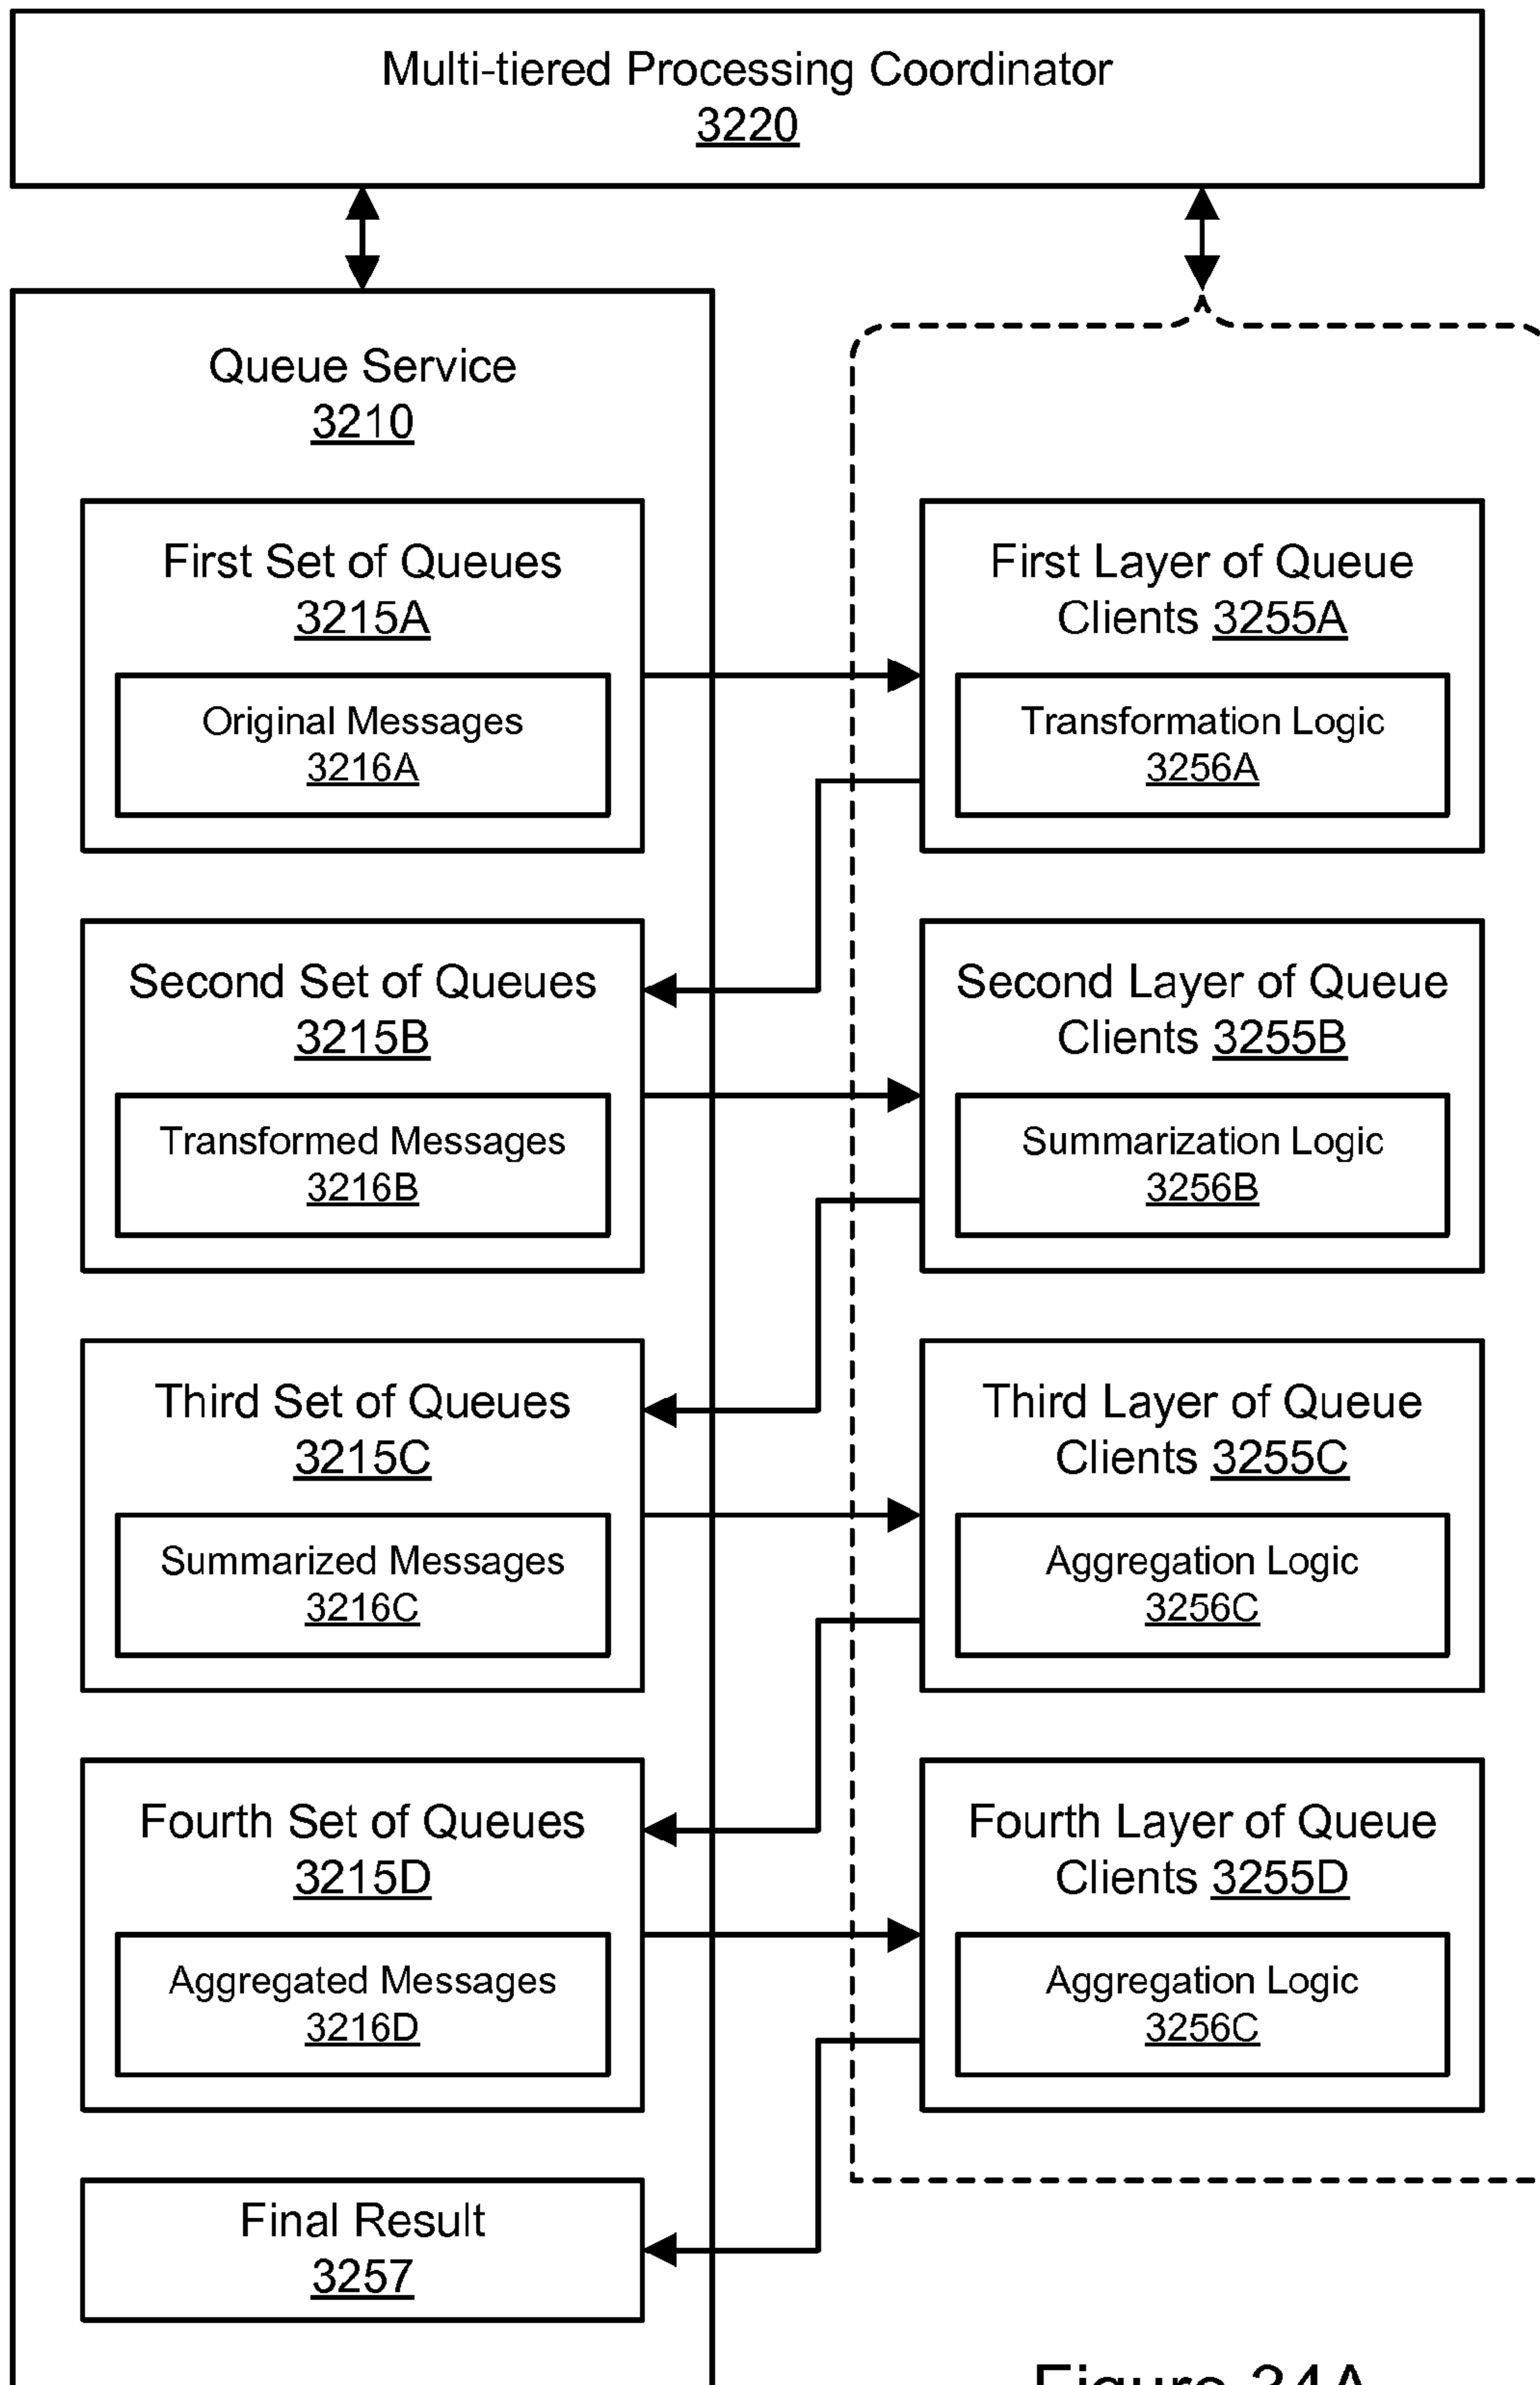 Multi-tiered Processing Coordinator
3220
Queue Service
3210
First Set of Queues
3215A
Original Messages
3216A
First Layer of Queue
Clients 3255A
Transformation Logic
3256A
Second Set of Queues
3215B
Transformed Messages
3216B
Second Layer of Queue
Clients 3255B
Summarization Logic
3256B
Third Set of Queues
3215C
Summarized Messages
3216C
Third Layer of Queue
Clients 3255C
Aggregation Logic
3256C
Fourth Set of Queues
3215D
Aggregated Messages
3216D
Fourth Layer of Queue
Clients 3255D
Aggregation Logic
3256C
Final Result
3257
Figure